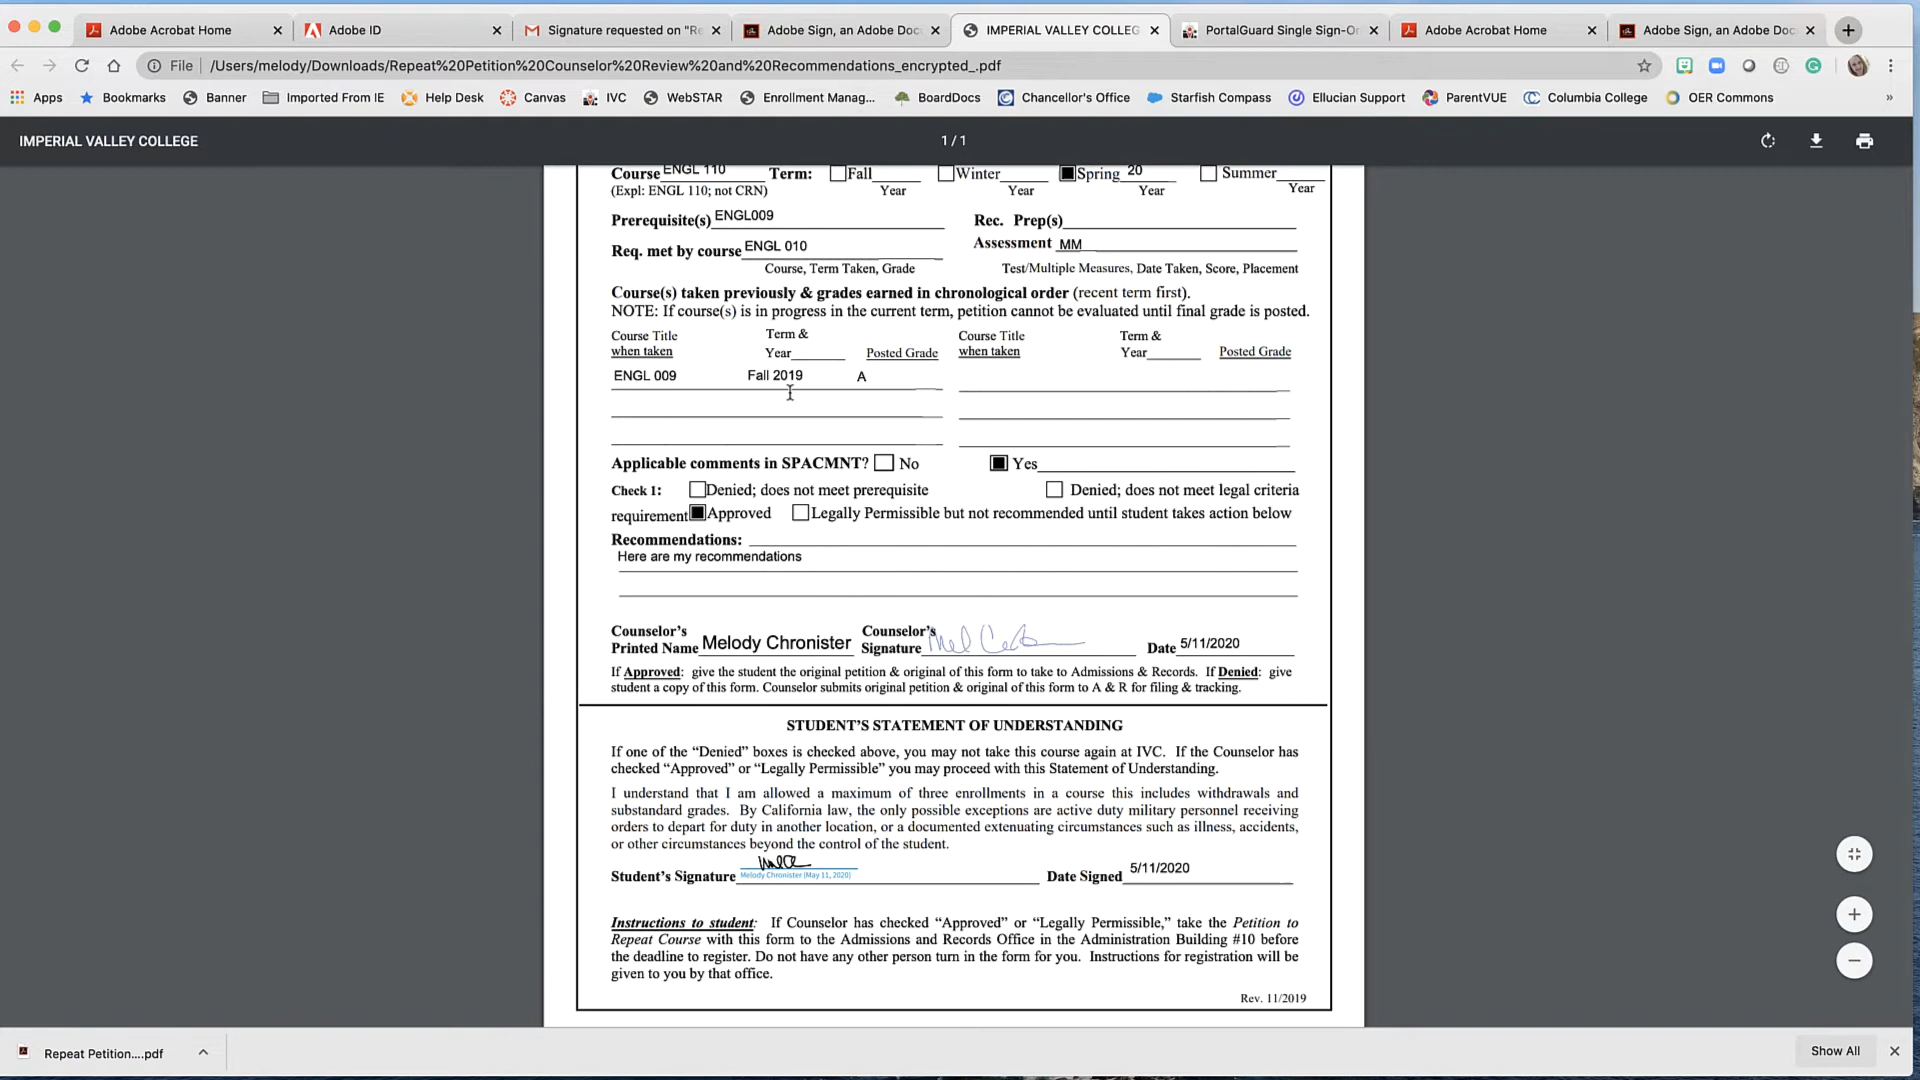 Adobe Acrobat Home
Adobe ID
Signature requested on "Re
Adobe Sign, an Adobe Doc
IMPERIAL VALLEY COLLEG
PortalGuard Single Sign-O
Adobe Acrobat Home
Adobe Sign, an Adobe Doc
File /Users/melody/Downloads/Repeat%20Petition%20Counselor%20Review%20and%20Recommendations_encrypted_.pdf
Apps Bookmarks Banner Imported From IE Help Desk Canvas IVC WebSTAR Enrollment Manag... BoardDocs Chancellor's Office Starfish Compass Ellucian Support ParentVUE Columbia College OER Commons »
IMPERIAL VALLEY COLLEGE 1 / 1
Course ENGL 110 Term: Fall Winter Spring 20 Summer
(Expl: ENGL 110; not CRN) Year Year Year Year
Prerequisite(s) ENGL009 Rec. Prep(s)
Req. met by course ENGL 010 Assessment MM
Course, Term Taken, Grade Test/Multiple Measures, Date Taken, Score, Placement
Course(s) taken previously & grades earned in chronological order (recent term first).
NOTE: If course(s) is in progress in the current term, petition cannot be evaluated until final grade is posted.
Course Title Term & Course Title Term &
when taken Year Posted Grade when taken Year Posted Grade
ENGL 009 Fall 2019 A
Applicable comments in SPACMNT? No Yes
Check 1: Denied; does not meet prerequisite Denied; does not meet legal criteria
requirement Approved Legally Permissible but not recommended until student takes action below
Recommendations:
Here are my recommendations
Counselor's Counselor's
Printed Name Melody Chronister Signature Date 5/11/2020
If Approved: give the student the original petition & original of this form to take to Admissions & Records. If Denied: give
student a copy of this form. Counselor submits original petition & original of this form to A & R for filing & tracking.
STUDENT'S STATEMENT OF UNDERSTANDING
If one of the “Denied” boxes is checked above, you may not take this course again at IVC. If the Counselor has
checked “Approved” or “Legally Permissible” you may proceed with this Statement of Understanding.
I understand that I am allowed a maximum of three enrollments in a course this includes withdrawals and
substandard grades. By California law, the only possible exceptions are active duty military personnel receiving
orders to depart for duty in another location, or a documented extenuating circumstances such as illness, accidents,
or other circumstances beyond the control of the student.
Student's Signature Melody Chronister (May 11, 2020) Date Signed 5/11/2020
Instructions to student: If Counselor has checked “Approved” or “Legally Permissible,” take the Petition to
Repeat Course with this form to the Admissions and Records Office in the Administration Building #10 before
the deadline to register. Do not have any other person turn in the form for you. Instructions for registration will be
given to you by that office.
Rev. 11/2019
Repeat Petition....pdf Show All